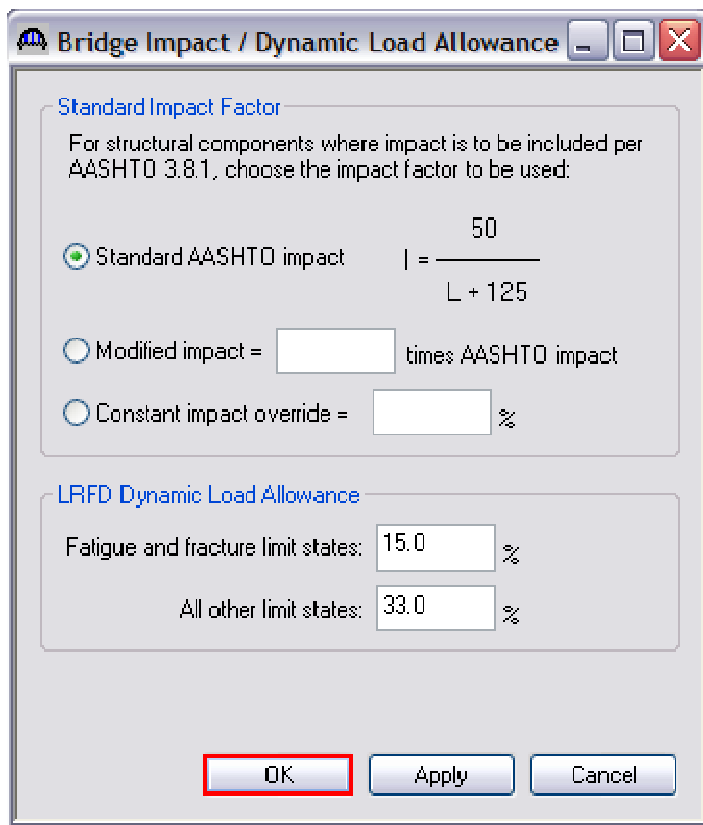 Bridge Impact / Dynamic Load Allowance
Standard Impact Factor
For structural components where impact is to be included per
AASHTO 3.8.1, choose the impact factor to be used:
Standard AASHTO impact I = 50
L + 125
Modified impact = times AASHTO impact
Constant impact override = %
LRFD Dynamic Load Allowance
Fatigue and fracture limit states: 15.0 %
All other limit states: 33.0 %
OK Apply Cancel